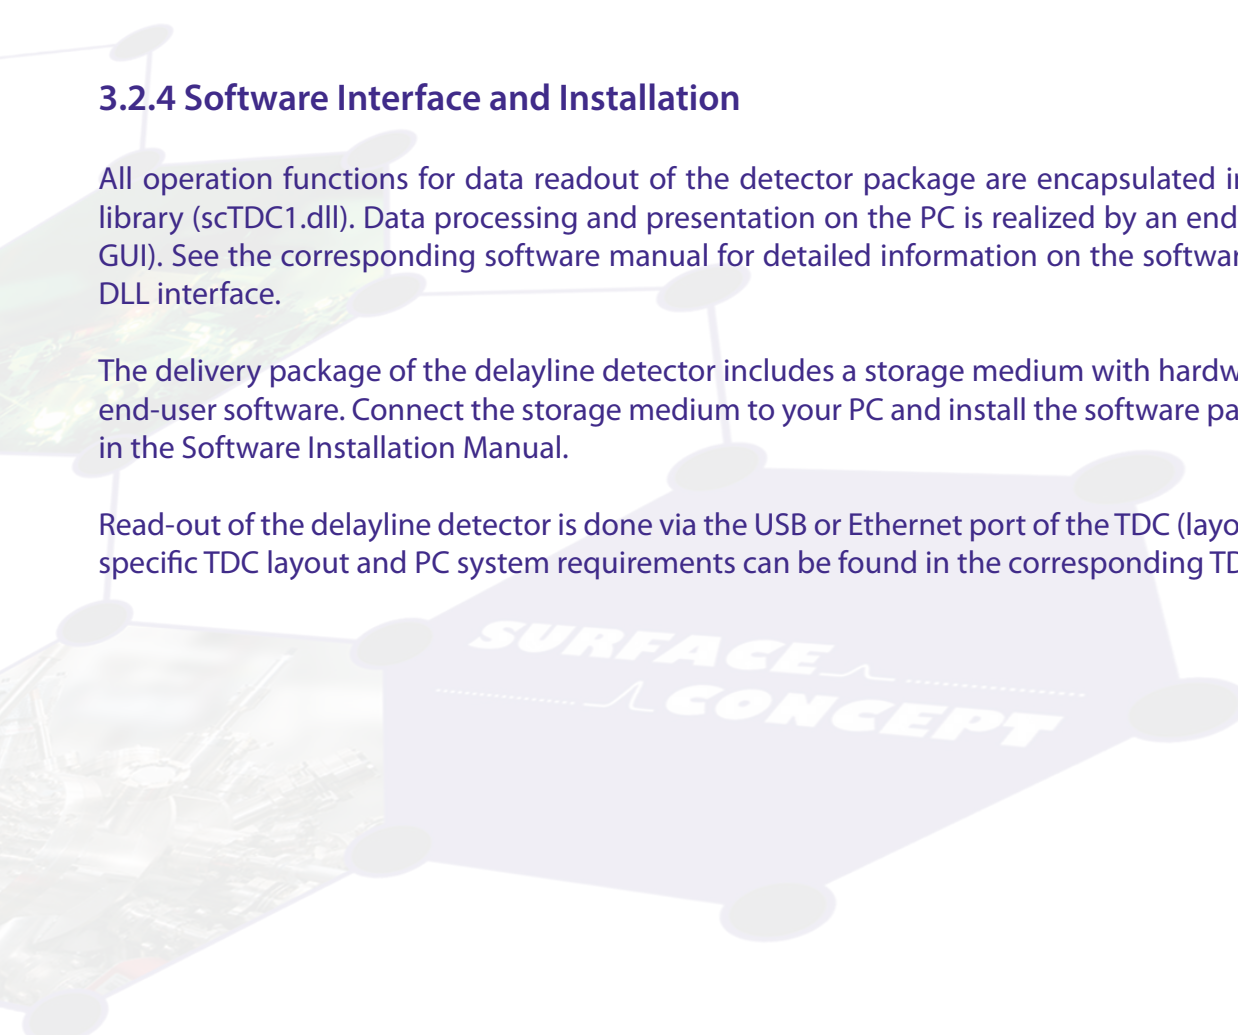 3.2.4 Software Interface and Installation
All operation functions for data readout of the detector package are encapsulated
library (scTDC1.dll). Data processing and presentation on the PC is realized by an end
GUI). See the corresponding software manual for detailed information on the
DLL interface.
The delivery package of the delayline detector includes a storage medium with
end-user software. Connect the storage medium to your PC and install the software
in the Software Installation Manual.
Read-out of the delayline detector is done via the USB or Ethernet port of the TDC
specific TDC layout and PC system requirements can be found in the corresponding
SURFACE
CONCEPT